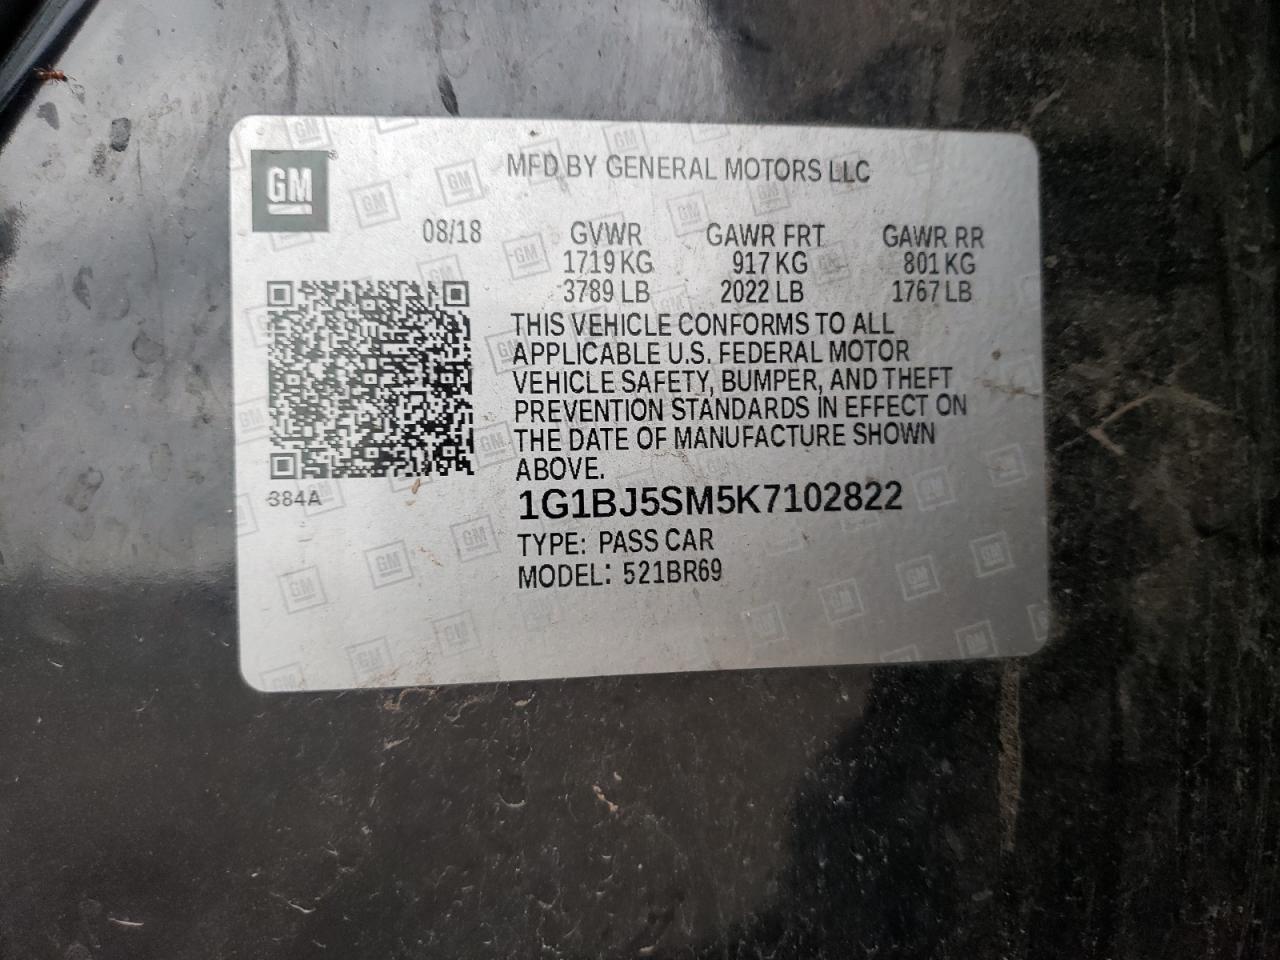 GM
MFD BY GENERAL MOTORS LLC
08/18 GVWR GAWR FRT GAWR RR
1719 KG 917 KG 801 KG
3789 LB 2022 LB 1767 LB
THIS VEHICLE CONFORMS TO ALL
APPLICABLE U.S. FEDERAL MOTOR
VEHICLE SAFETY, BUMPER, AND THEFT
PREVENTION STANDARDS IN EFFECT ON
THE DATE OF MANUFACTURE SHOWN
ABOVE.
384A
1G1BJ5SM5K7102822
TYPE: PASS CAR
MODEL: 521BR69